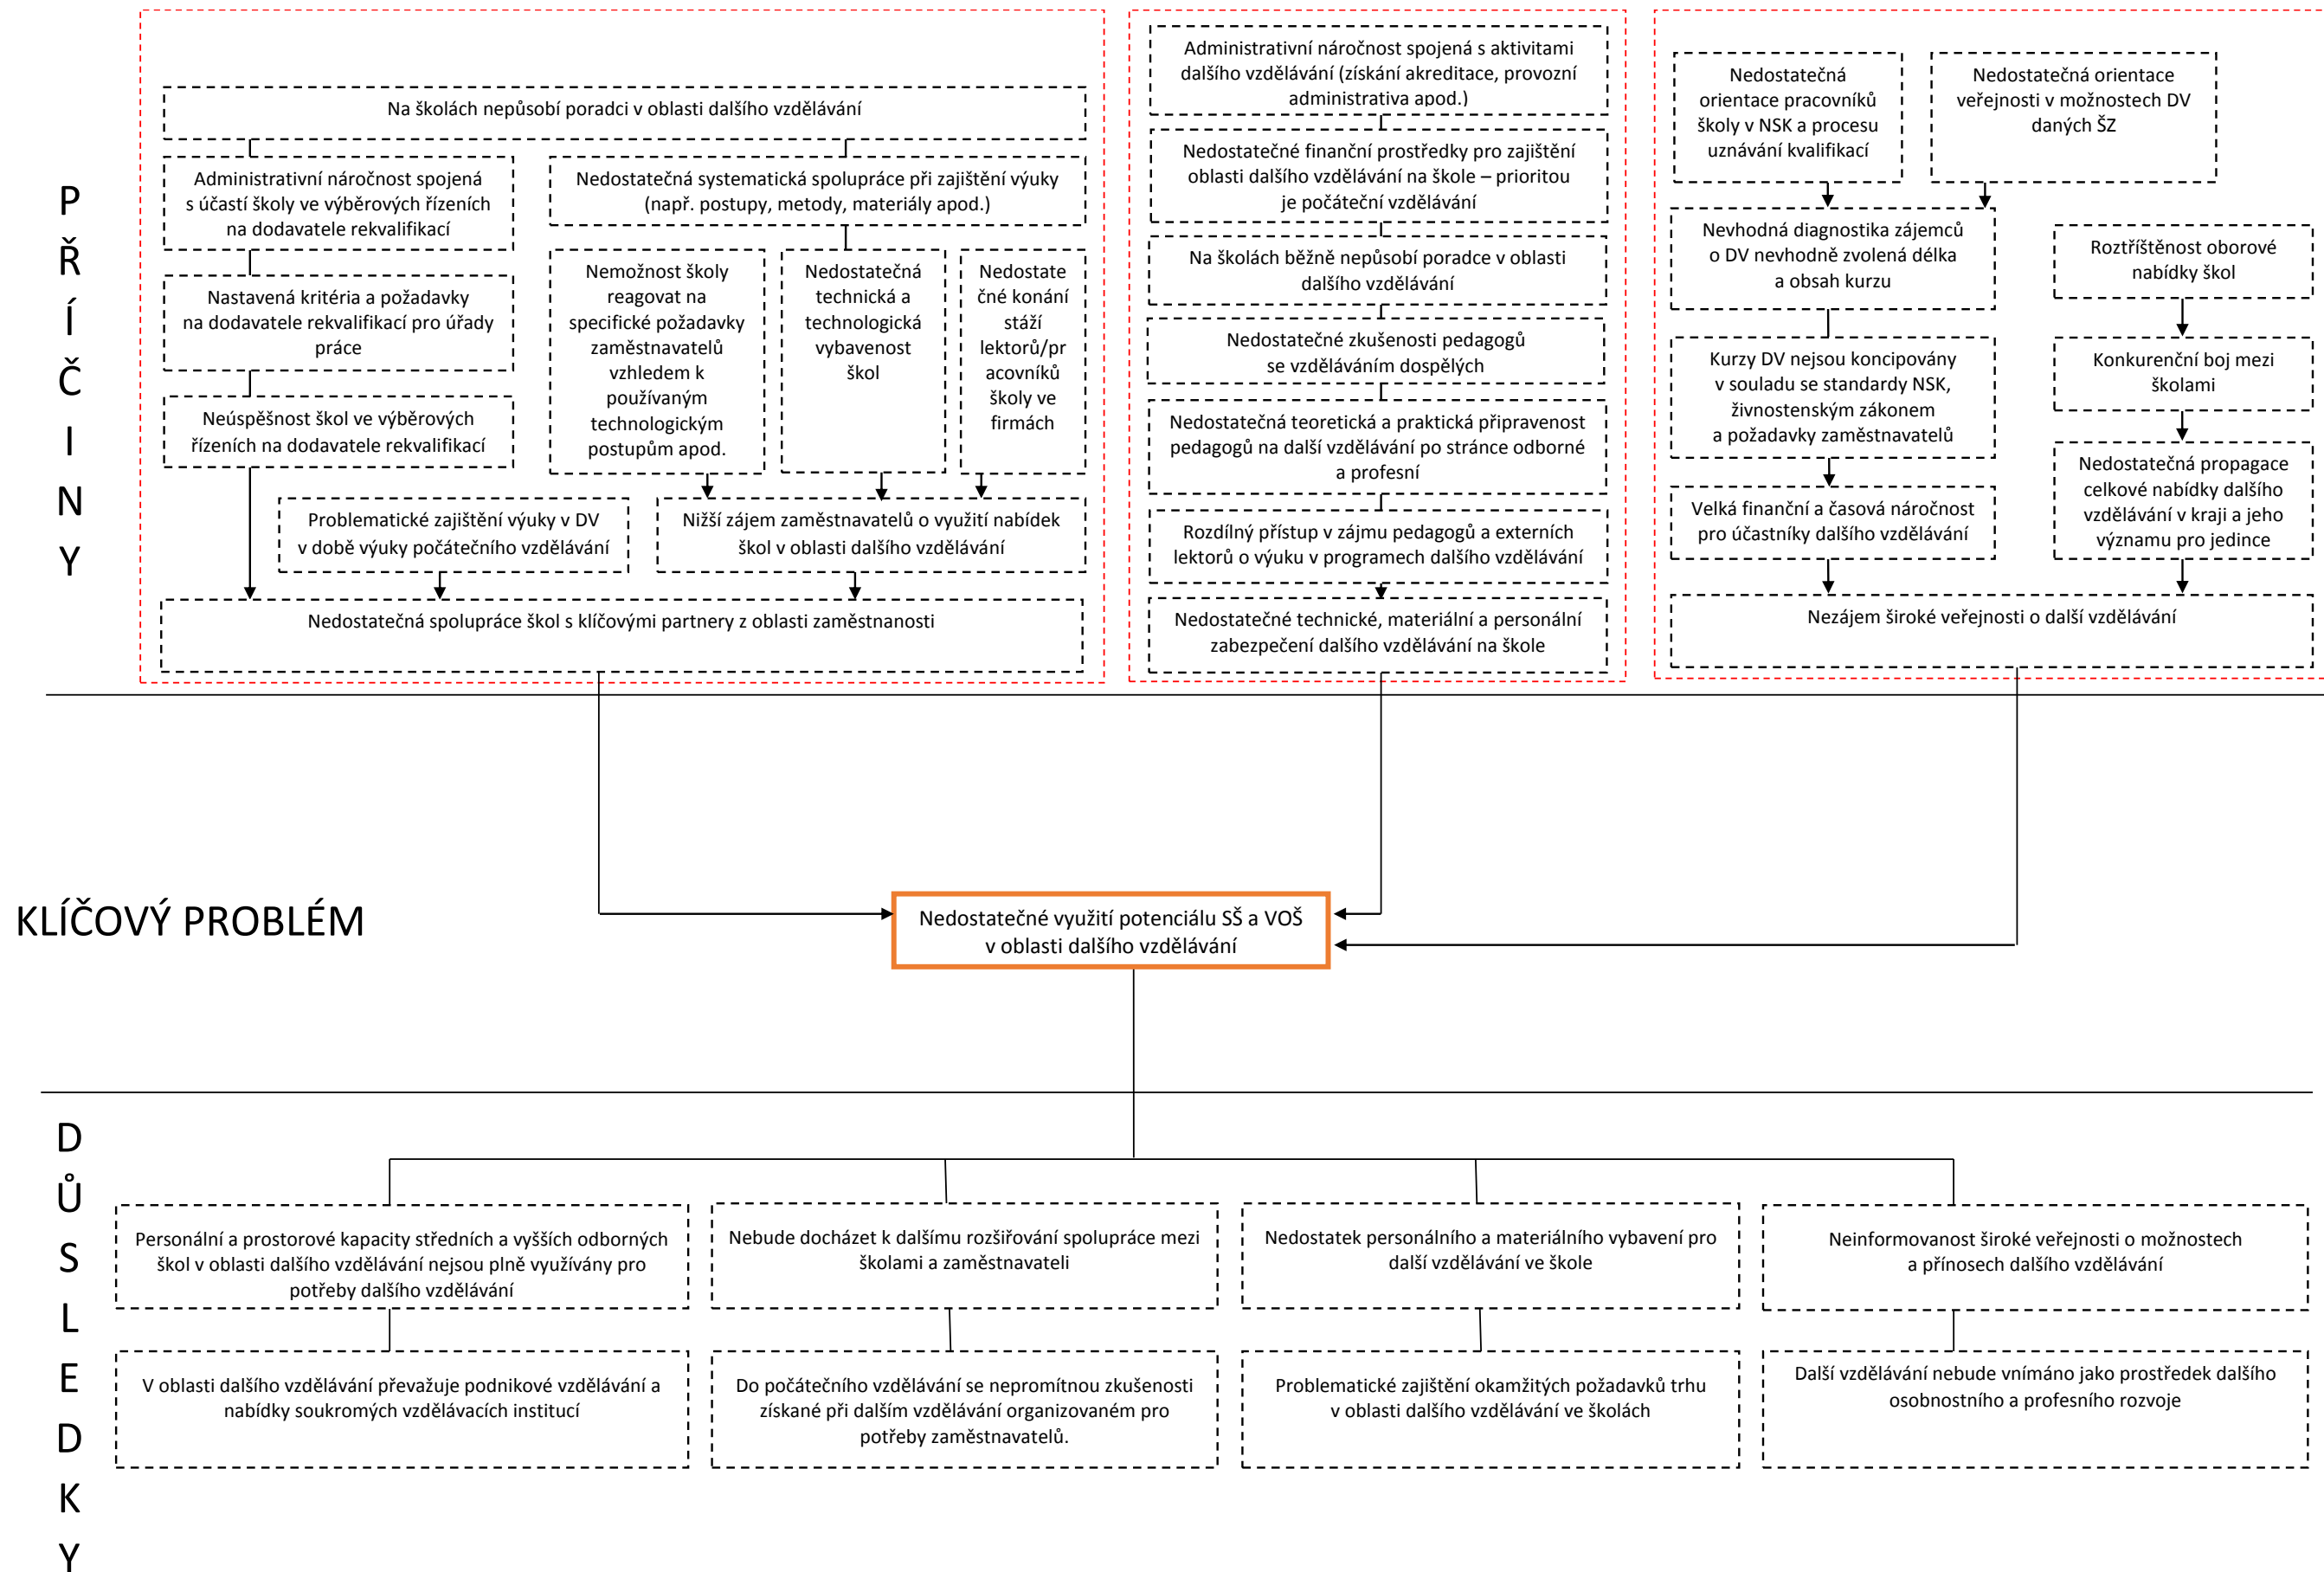 P
Ř
Í
Č
I
N
Y
Na školách nepůsobí poradci v oblasti dalšího vzdělávání
Administrativní náročnost spojená
s účastí školy ve výběrových řízeních
na dodavatele rekvalifikací
Nastavená kritéria a požadavky
na dodavatele rekvalifikací pro úřady
práce
Neúspěšnost škol ve výběrových
řízeních na dodavatele rekvalifikací
Nedostatečná systematická spolupráce při zajištění výuky
(např. postupy, metody, materiály apod.)
Nemožnost školy
reagovat na
specifické požadavky
zaměstnavatelů
vzhledem k
používaným
technologickým
postupům apod.
Nedostatečná
technická a
technologická
vybavenost
škol
Nedostate
čné konání
stáží
lektorů/pr
acovníků
školy ve
firmách
Problematické zajištění výuky v DV
v době výuky počátečního vzdělávání
Nižší zájem zaměstnavatelů o využití nabídek
škol v oblasti dalšího vzdělávání
Nedostatečná spolupráce škol s klíčovými partnery z oblasti zaměstnanosti
Administrativní náročnost spojená s aktivitami
dalšího vzdělávání (získání akreditace, provozní
administrativa apod.)
Nedostatečné finanční prostředky pro zajištění
oblasti dalšího vzdělávání na škole – prioritou
je počáteční vzdělávání
Na školách běžně nepůsobí poradce v oblasti
dalšího vzdělávání
Nedostatečné zkušenosti pedagogů
se vzděláváním dospělých
Nedostatečná teoretická a praktická připravenost
pedagogů na další vzdělávání po stránce odborné
a profesní
Rozdílný přístup v zájmu pedagogů a externích
lektorů o výuku v programech dalšího vzdělávání
Nedostatečné technické, materiální a personální
zabezpečení dalšího vzdělávání na škole
Nedostatečná
orientace pracovníků
školy v NSK a procesu
uznávání kvalifikací
Nedostatečná orientace
veřejnosti v možnostech DV
daných ŠZ
Nevhodná diagnostika zájemců
o DV nevhodně zvolená délka
a obsah kurzu
Kurzy DV nejsou koncipovány
v souladu se standardy NSK,
živnostenským zákonem
a požadavky zaměstnavatelů
Velká finanční a časová náročnost
pro účastníky dalšího vzdělávání
Roztříštěnost oborové
nabídky škol
Konkurenční boj mezi
školami
Nedostatečná propagace
celkové nabídky dalšího
vzdělávání v kraji a jeho
významu pro jedince
Nezájem široké veřejnosti o další vzdělávání
KLÍČOVÝ PROBLÉM
Nedostatečné využití potenciálu SŠ a VOŠ
v oblasti dalšího vzdělávání
D
Ů
S
L
E
D
K
Y
Personální a prostorové kapacity středních a vyšších odborných
škol v oblasti dalšího vzdělávání nejsou plně využívány pro
potřeby dalšího vzdělávání
Nebude docházet k dalšímu rozšiřování spolupráce mezi
školami a zaměstnavateli
Nedostatek personálního a materiálního vybavení pro
další vzdělávání ve škole
Neinformovanost široké veřejnosti o možnostech
a přínosech dalšího vzdělávání
V oblasti dalšího vzdělávání převažuje podnikové vzdělávání a
nabídky soukromých vzdělávacích institucí
Do počátečního vzdělávání se nepromítnou zkušenosti
získané při dalším vzdělávání organizovaném pro
potřeby zaměstnavatelů.
Problematické zajištění okamžitých požadavků trhu
v oblasti dalšího vzdělávání ve školách
Další vzdělávání nebude vnímáno jako prostředek dalšího
osobnostního a profesního rozvoje